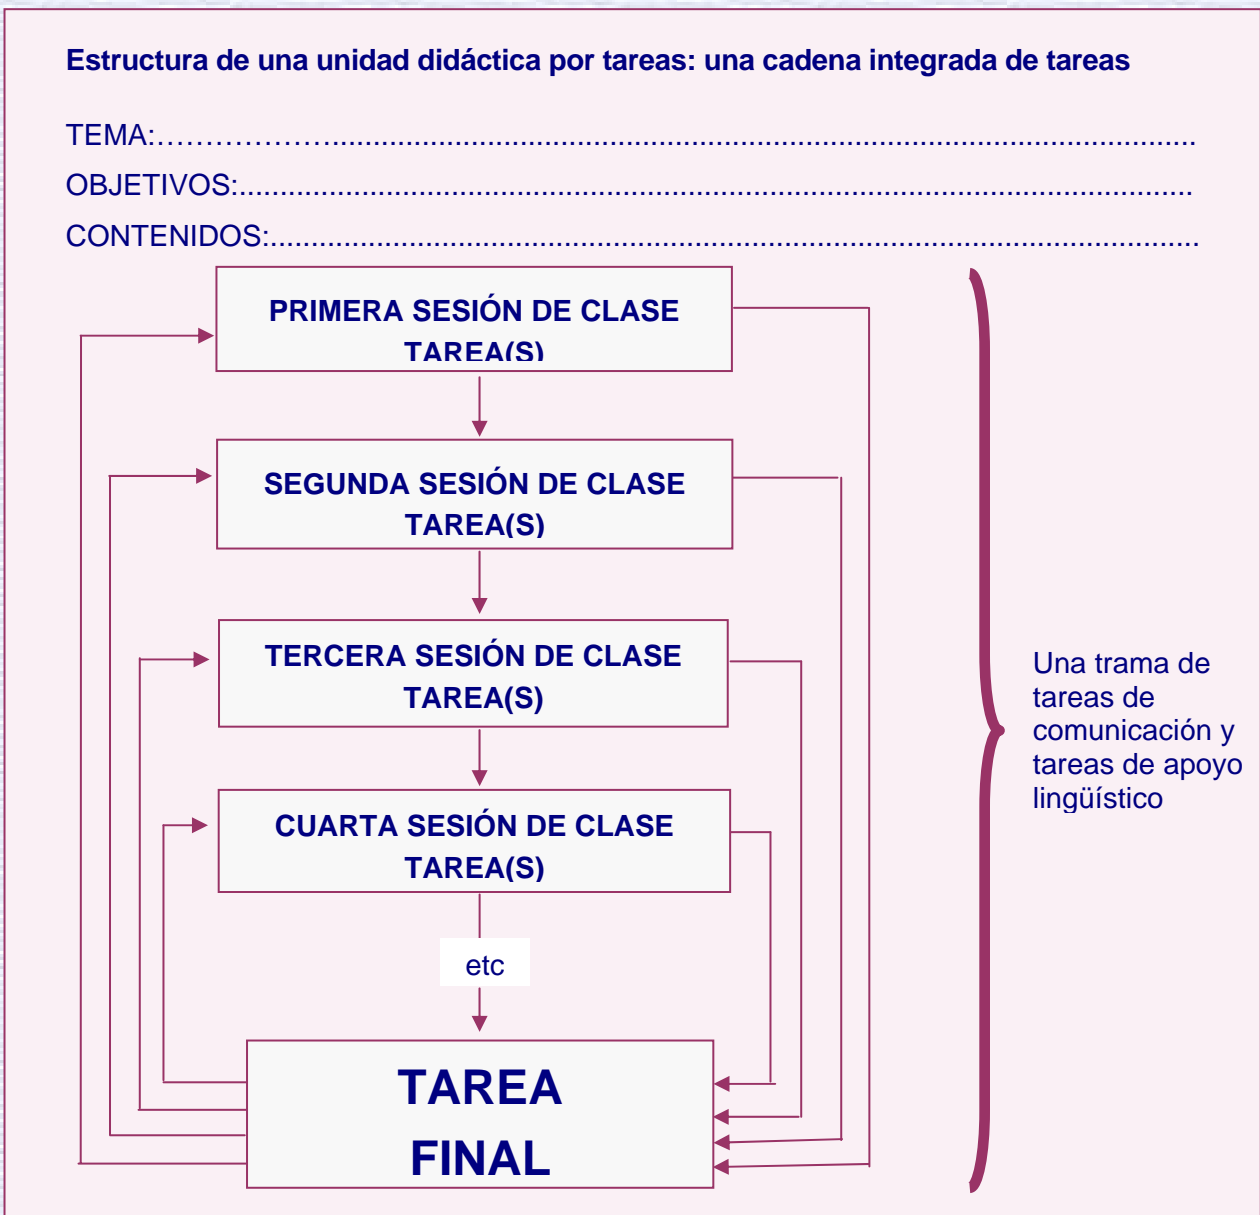 Estructura de una unidad didáctica por tareas: una cadena integrada de tareas
TEMA:……………….........................................................................................................
OBJETIVOS:....................................................................................................................
CONTENIDOS:.................................................................................................................
PRIMERA SESIÓN DE CLASE
TAREA(S)
SEGUNDA SESIÓN DE CLASE
TAREA(S)
TERCERA SESIÓN DE CLASE
TAREA(S)
CUARTA SESIÓN DE CLASE
TAREA(S)
etc
TAREA
FINAL
Una trama de
tareas de
comunicación y
tareas de apoyo
lingüístico